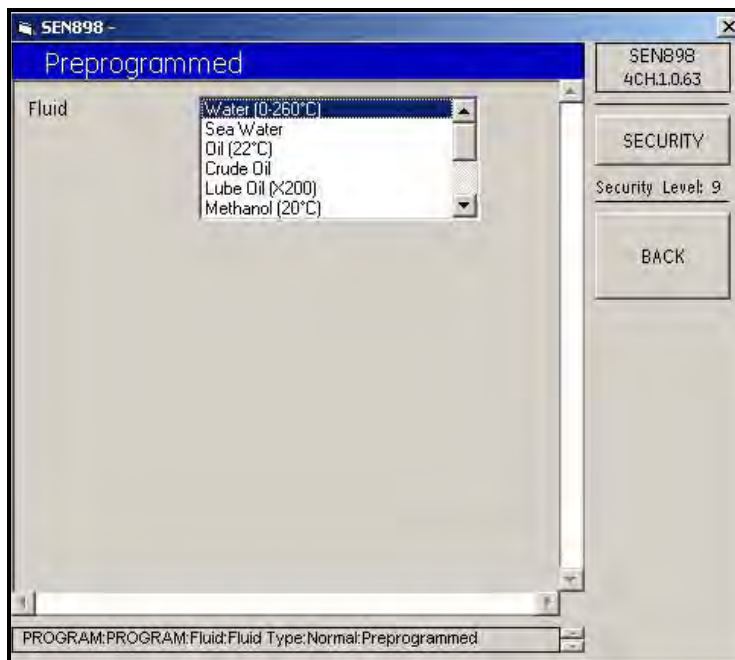 SEN898 -
Preprogrammed
Fluid
Water (0-260°C)
Sea Water
Oil (22°C)
Crude Oil
Lube Oil (X200)
Methanol (20°C)
SEN898
4CH.1.0.63
SECURITY
Security Level: 9
BACK
PROGRAM:PROGRAM:Fluid:Fluid Type:Normal:Preprogrammed